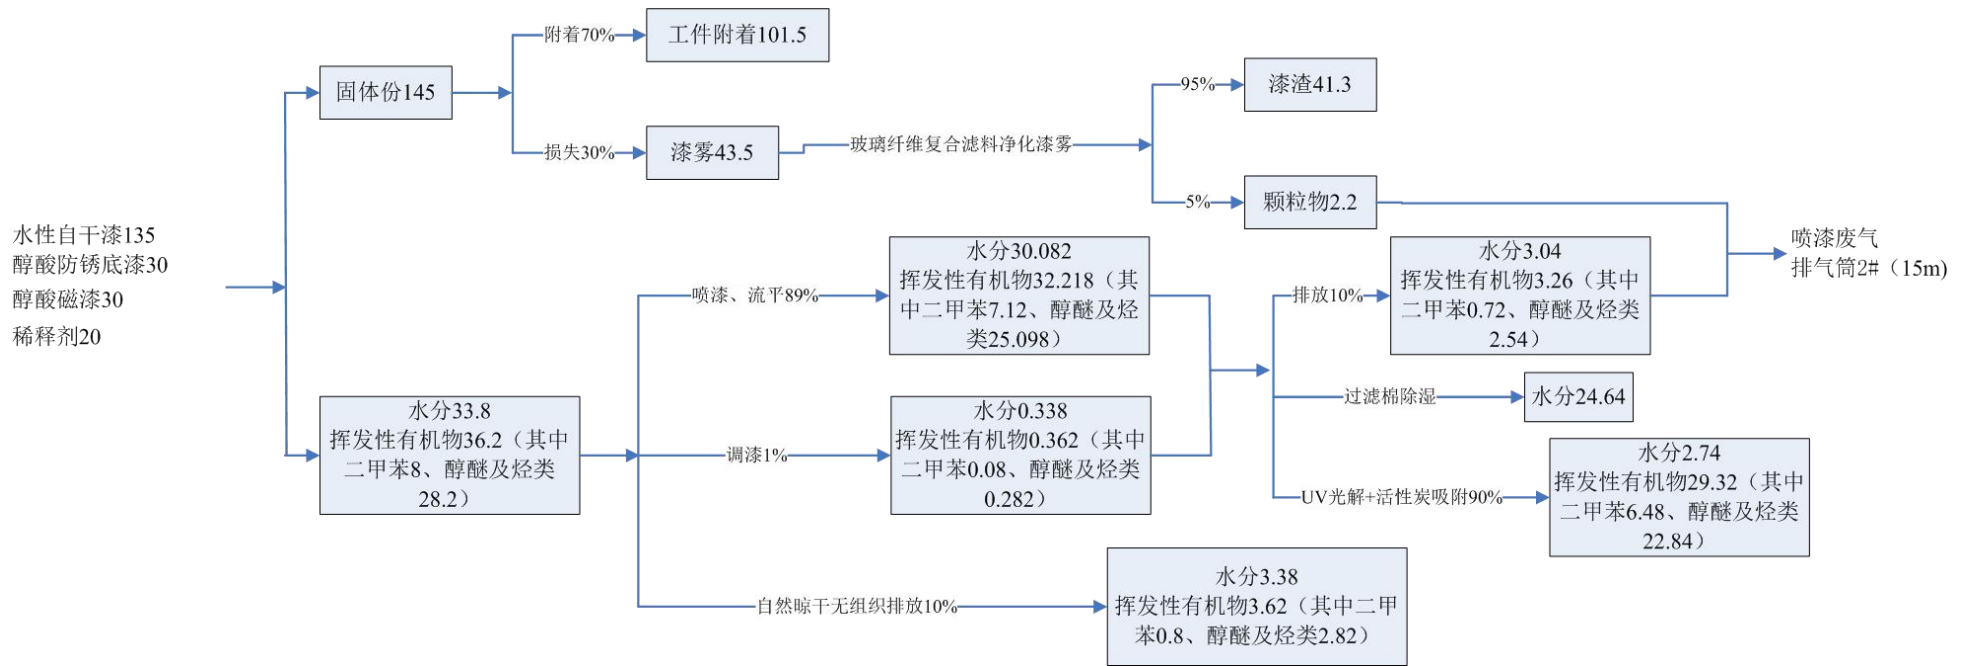 附着70%
工件附着101.5
固体份145
损失30%
漆雾43.5
玻璃纤维复合滤料净化漆雾
95%
漆渣41.3
5%
颗粒物2.2
水性自干漆135
醇酸防锈底漆30
醇酸磁漆30
稀释剂20
喷漆废气
排气筒2#（15m)
水分33.8
挥发性有机物36.2（其中
二甲苯8、醇醚及烃类
28.2）
喷漆、流平89%
水分30.082
挥发性有机物32.218（其
中二甲苯7.12、醇醚及烃
类25.098）
调漆1%
水分0.338
挥发性有机物0.362（其中
二甲苯0.08、醇醚及烃类
0.282）
自然晾干无组织排放10%
水分3.38
挥发性有机物3.62（其中二甲
苯0.8、醇醚及烃类2.82）
排放10%
水分3.04
挥发性有机物3.26（其中
二甲苯0.72、醇醚及烃类
2.54）
过滤棉除湿
水分24.64
UV光解+活性炭吸附90%
水分2.74
挥发性有机物29.32（其中
二甲苯6.48、醇醚及烃类
22.84）